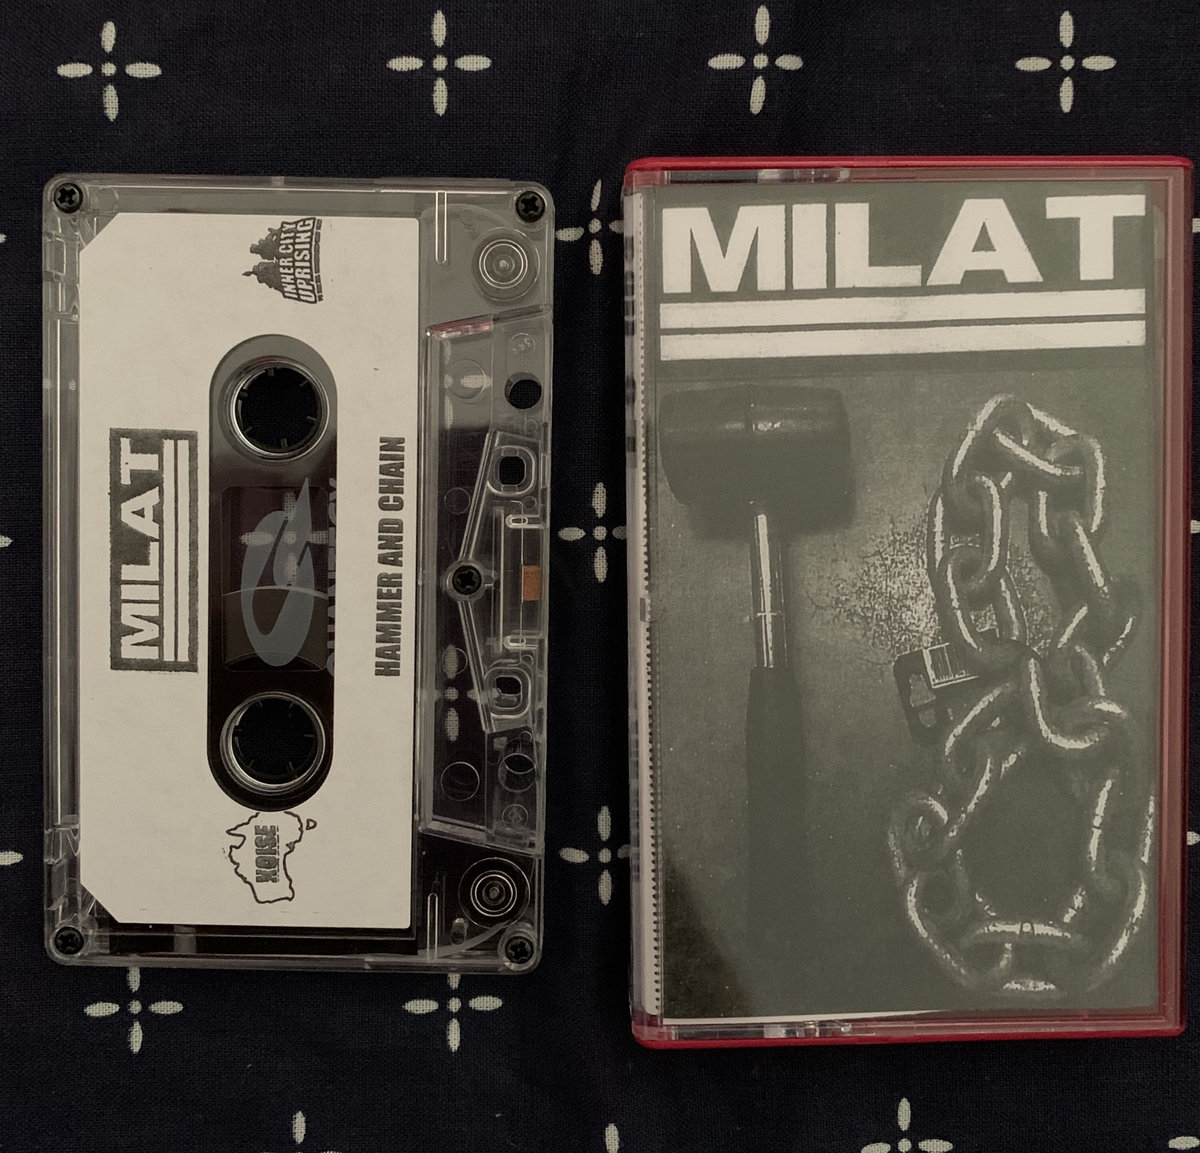 INNER CITY
UPRISING
MILAT
HAMMER AND CHAIN
NOISE
MILAT